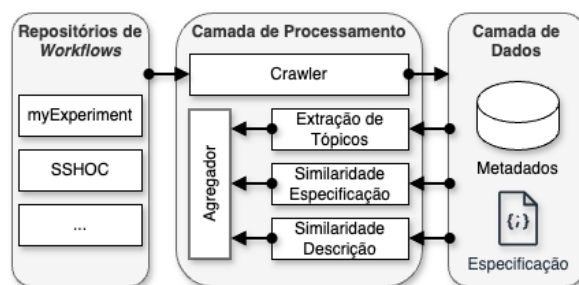 Repositórios de
Workflows
myExperiment
SSHOC
...
Camada de Processamento
Crawler
Agregador
Extração de
Tópicos
Similaridade
Especificação
Similaridade
Descrição
Camada de
Dados
Metadados
{;}
Especificação